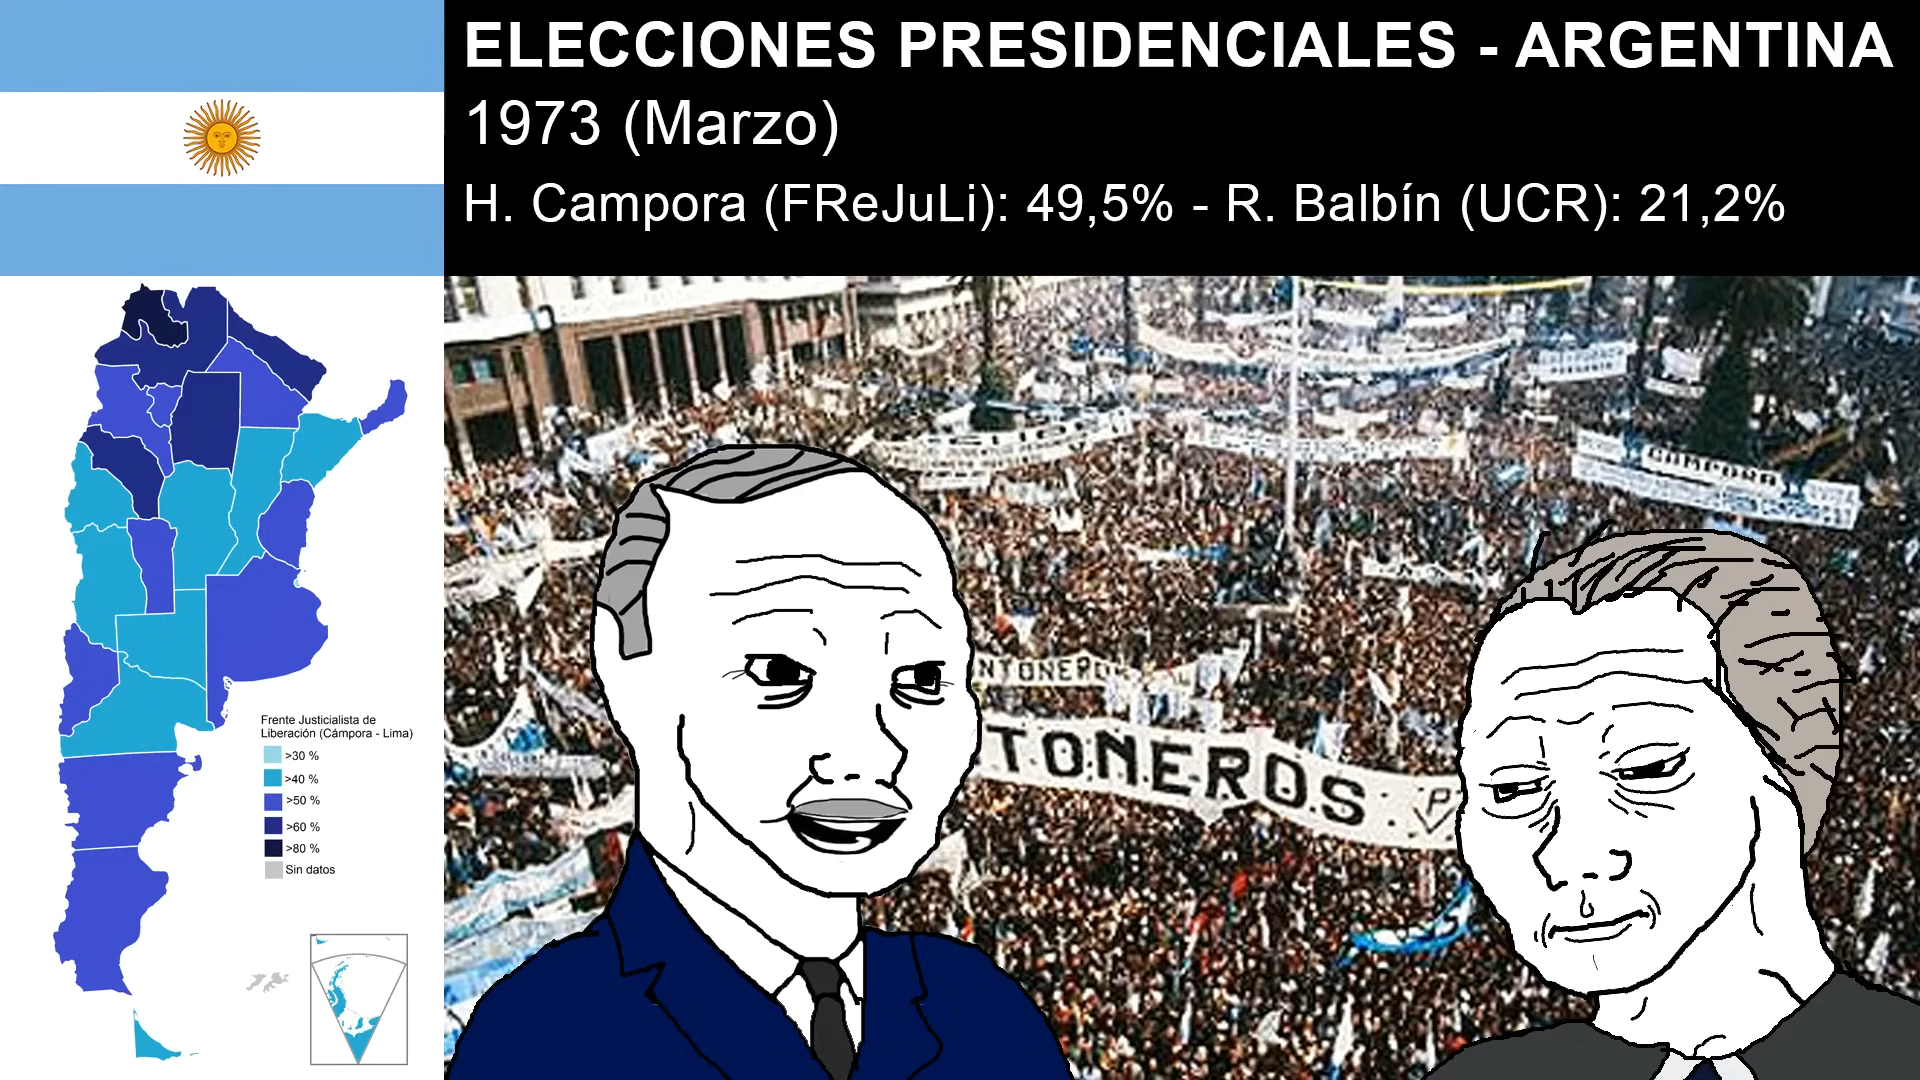 ELECCIONES PRESIDENCIALES - ARGENTINA
1973 (Marzo)
H. Campora (FReJuLi): 49,5% - R. Balbín (UCR): 21,2%
Frente Justicialista de
Liberación (Cámpora - Lima)
>30 %
>40 %
>50 %
>60 %
>80 %
Sin datos
NTONERO
TONEROS